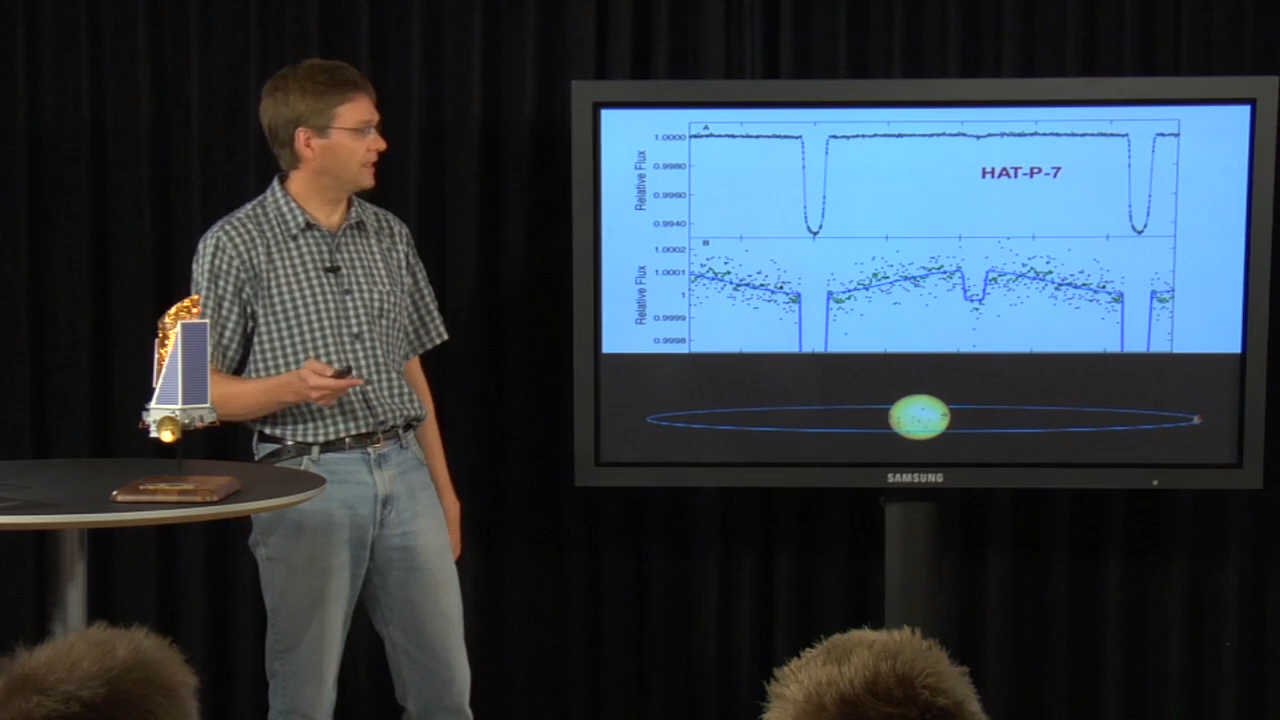 A
1.0000
0.9980
0.9960
0.9940
Relative Flux
HAT-P-7
B
1.0002
1.0001
1
0.9999
0.9998
Relative Flux
SAMSUNG